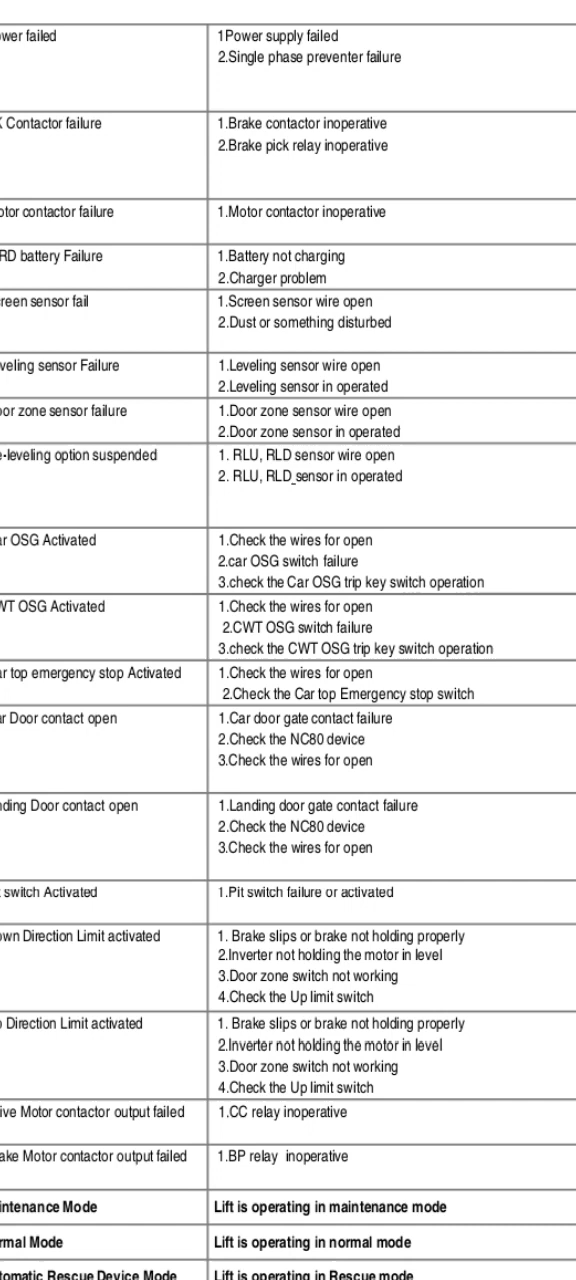 ower failed
1Power supply failed
2.Single phase preventer failure
K Contactor failure
1.Brake contactor inoperative
2.Brake pick relay inoperative
otor contactor failure
1.Motor contactor inoperative
RD battery Failure
1.Battery not charging
2.Charger problem
reen sensor fail
1.Screen sensor wire open
2.Dust or something disturbed
veling sensor Failure
1.Leveling sensor wire open
2.Leveling sensor in operated
oor zone sensor failure
1.Door zone sensor wire open
2.Door zone sensor in operated
e-leveling option suspended
1. RLU, RLD sensor wire open
2. RLU, RLD_sensor in operated
ar OSG Activated
1.Check the wires for open
2.car OSG switch failure
3.check the Car OSG trip key switch operation
WT OSG Activated
1.Check the wires for open
2.CWT OSG switch failure
3.check the CWT OSG trip key switch operation
ar top emergency stop Activated
1.Check the wires for open
2.Check the Car top Emergency stop switch
ar Door contact open
1.Car door gate contact failure
2.Check the NC80 device
3.Check the wires for open
nding Door contact open
1.Landing door gate contact failure
2.Check the NC80 device
3.Check the wires for open
t switch Activated
1.Pit switch failure or activated
own Direction Limit activated
1. Brake slips or brake not holding properly
2.Inverter not holding the motor in level
3.Door zone switch not working
4.Check the Up limit switch
p Direction Limit activated
1. Brake slips or brake not holding properly
2.Inverter not holding the motor in level
3.Door zone switch not working
4.Check the Up limit switch
ive Motor contactor output failed
1.CC relay inoperative
ake Motor contactor output failed
1.BP relay inoperative
intenance Mode
Lift is operating in maintenance mode
rmal Mode
Lift is operating in normal mode
tomatic Rescue Device Mode
Lift is operating in Rescue mode